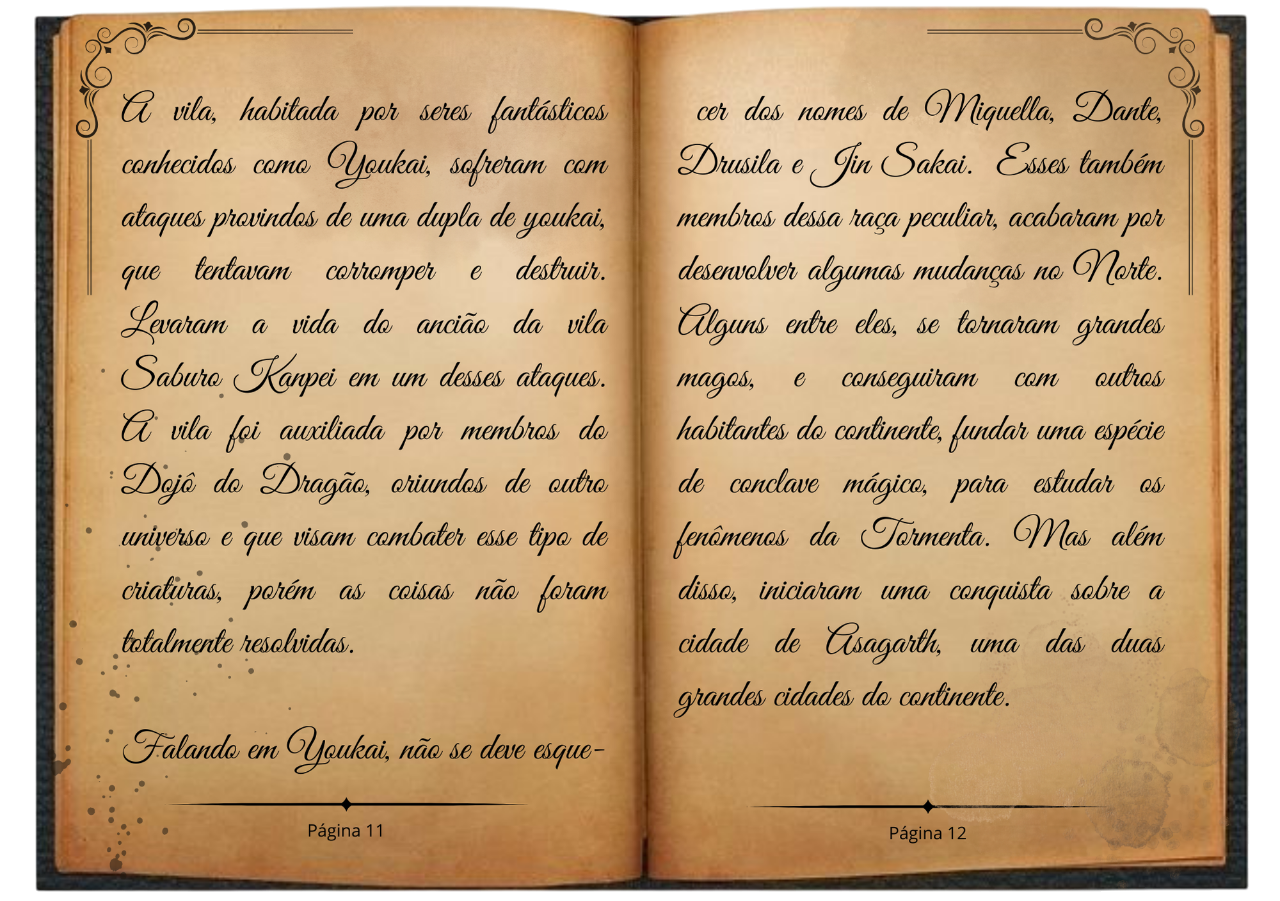 A vila, habitada por seres fantásticos
conhecidos como Youkai, sofreram com
ataques provindos de uma dupla de youkai,
que tentavam corromper e destruir.
Levaram a vida do ancião da vila
Saburo Kanpei em um desses ataques.
A vila foi auxiliada por membros do
Dojô do Dragão, oriundos de outro
universo e que visam combater esse tipo de
criaturas, porém as coisas não foram
totalmente resolvidas.
Falando em Youkai, não se deve esque-
Página 11
cer dos nomes de Miquella, Dante,
Drusila e Jin Sakai. Esses também
membros dessa raça peculiar, acabaram por
desenvolver algumas mudanças no Norte.
Alguns entre eles, se tornaram grandes
magos, e conseguiram com outros
habitantes do continente, fundar uma espécie
de conclave mágico, para estudar os
fenômenos da Tormenta. Mas além
disso, iniciaram uma conquista sobre a
cidade de Asagarth, uma das duas
grandes cidades do continente.
Página 12